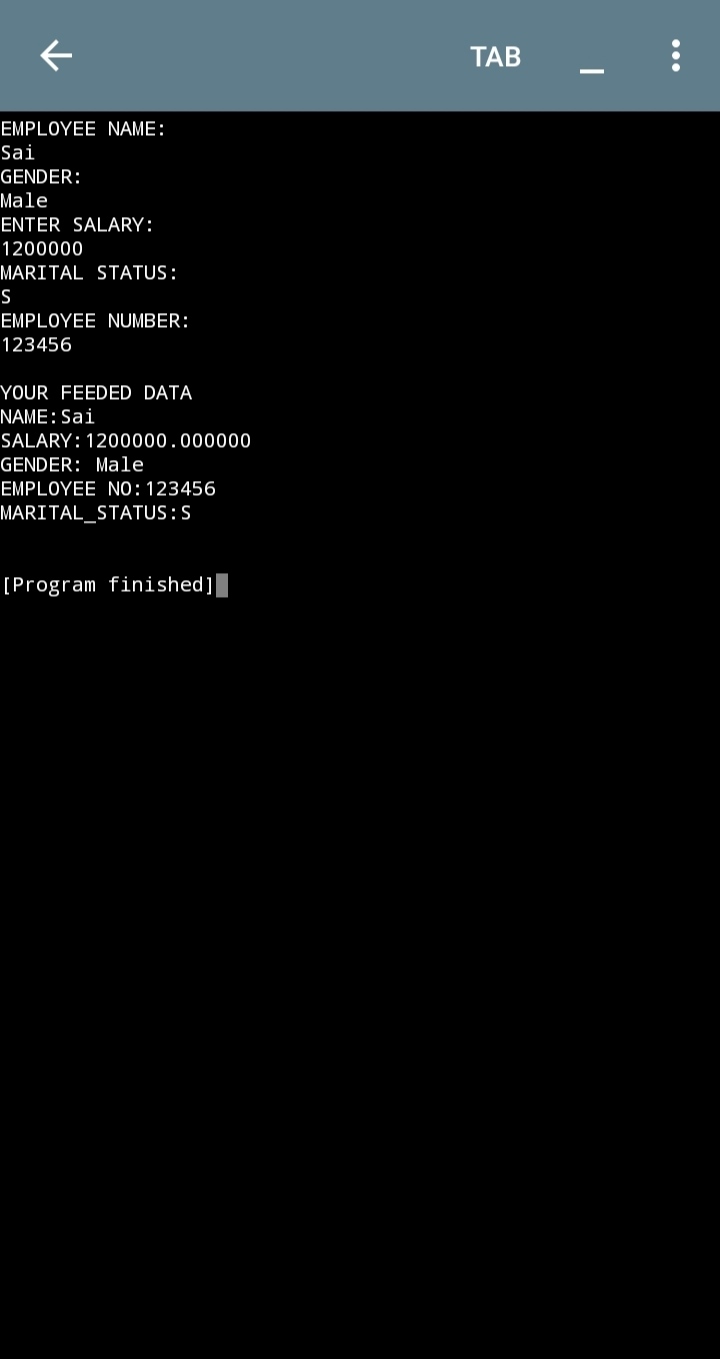 TAB
EMPLOYEE NAME:
Sai
GENDER:
Male
ENTER SALARY:
1200000
MARITAL STATUS:
S
EMPLOYEE NUMBER:
123456
YOUR FEEDED DATA
NAME:Sai
SALARY:1200000.000000
GENDER: Male
EMPLOYEE NO:123456
MARITAL_STATUS:S
[Program finished]